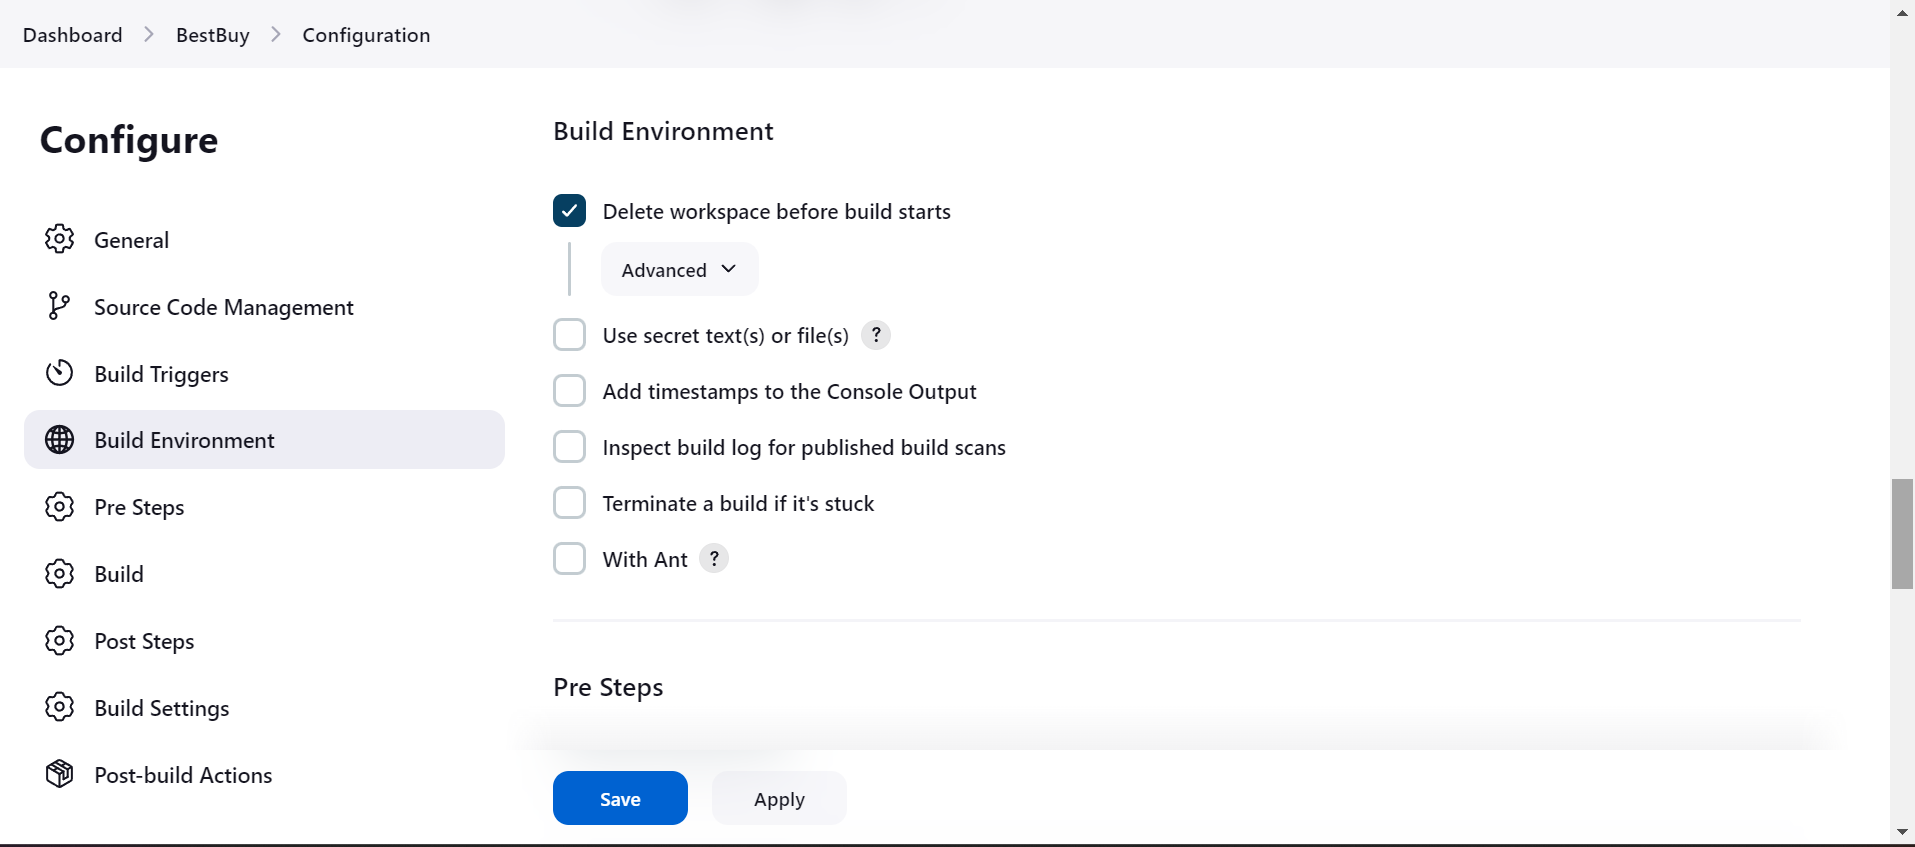 Dashboard > BestBuy > Configuration
Configure
General
Source Code Management
Build Triggers
Build Environment
Pre Steps
Build
Post Steps
Build Settings
Post-build Actions
Build Environment
Delete workspace before build starts
Advanced
Use secret text(s) or file(s) ?
Add timestamps to the Console Output
Inspect build log for published build scans
Terminate a build if it's stuck
With Ant ?
Pre Steps
Save Apply